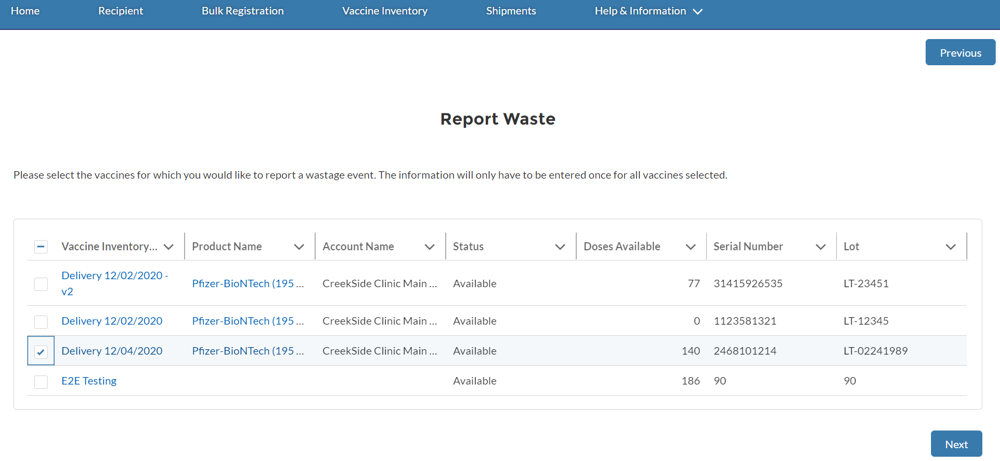 Home Recipient Bulk Registration Vaccine Inventory Shipments Help & Information
Previous
Report Waste
Please select the vaccines for which you would like to report a wastage event. The information will only have to be entered once for all vaccines selected.
Vaccine Inventory... Product Name Account Name Status Doses Available Serial Number Lot
Delivery 12/02/2020 -
v2 Pfizer-BioNTech (195 ... CreekSide Clinic Main ... Available 77 31415926535 LT-23451
Delivery 12/02/2020 Pfizer-BioNTech (195 ... CreekSide Clinic Main ... Available 0 1123581321 LT-12345
Delivery 12/04/2020 Pfizer-BioNTech (195 ... CreekSide Clinic Main ... Available 140 2468101214 LT-02241989
E2E Testing Available 186 90 90
Next